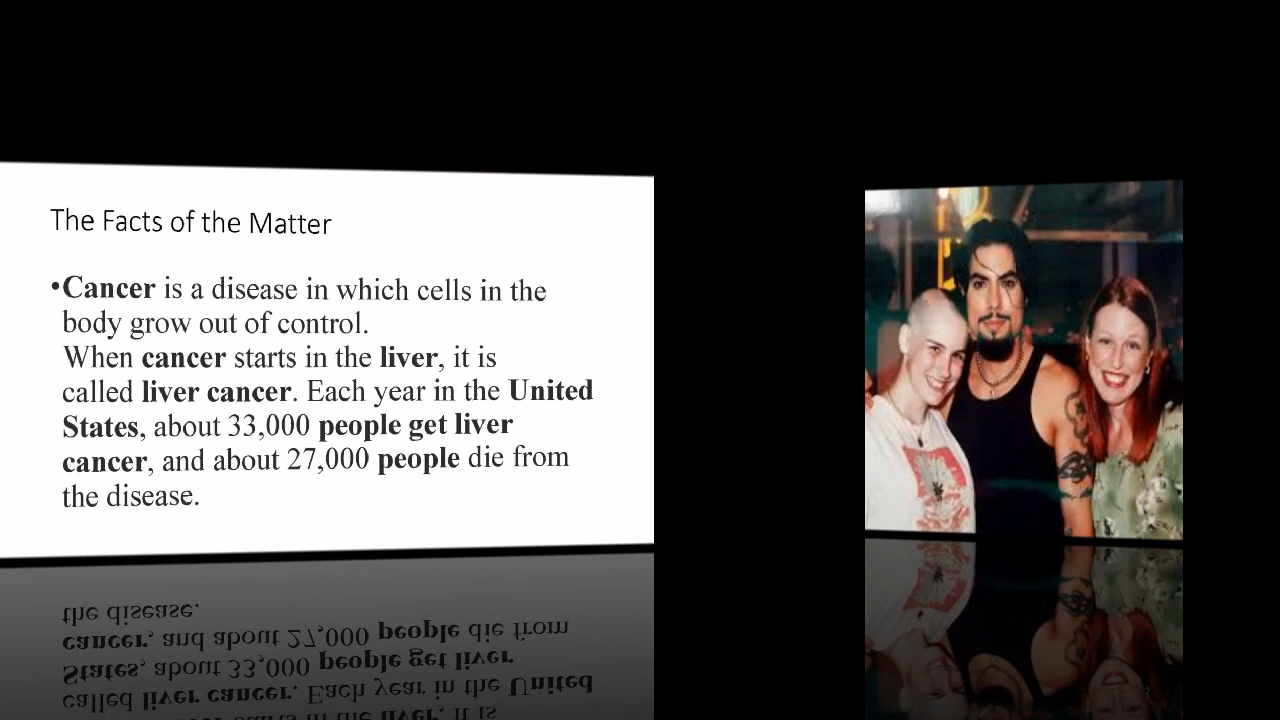 The Facts of the Matter
•Cancer is a disease in which cells in the
body grow out of control.
When cancer starts in the liver, it is
called liver cancer. Each year in the United
States, about 33,000 people get liver
cancer, and about 27,000 people die from
the disease.